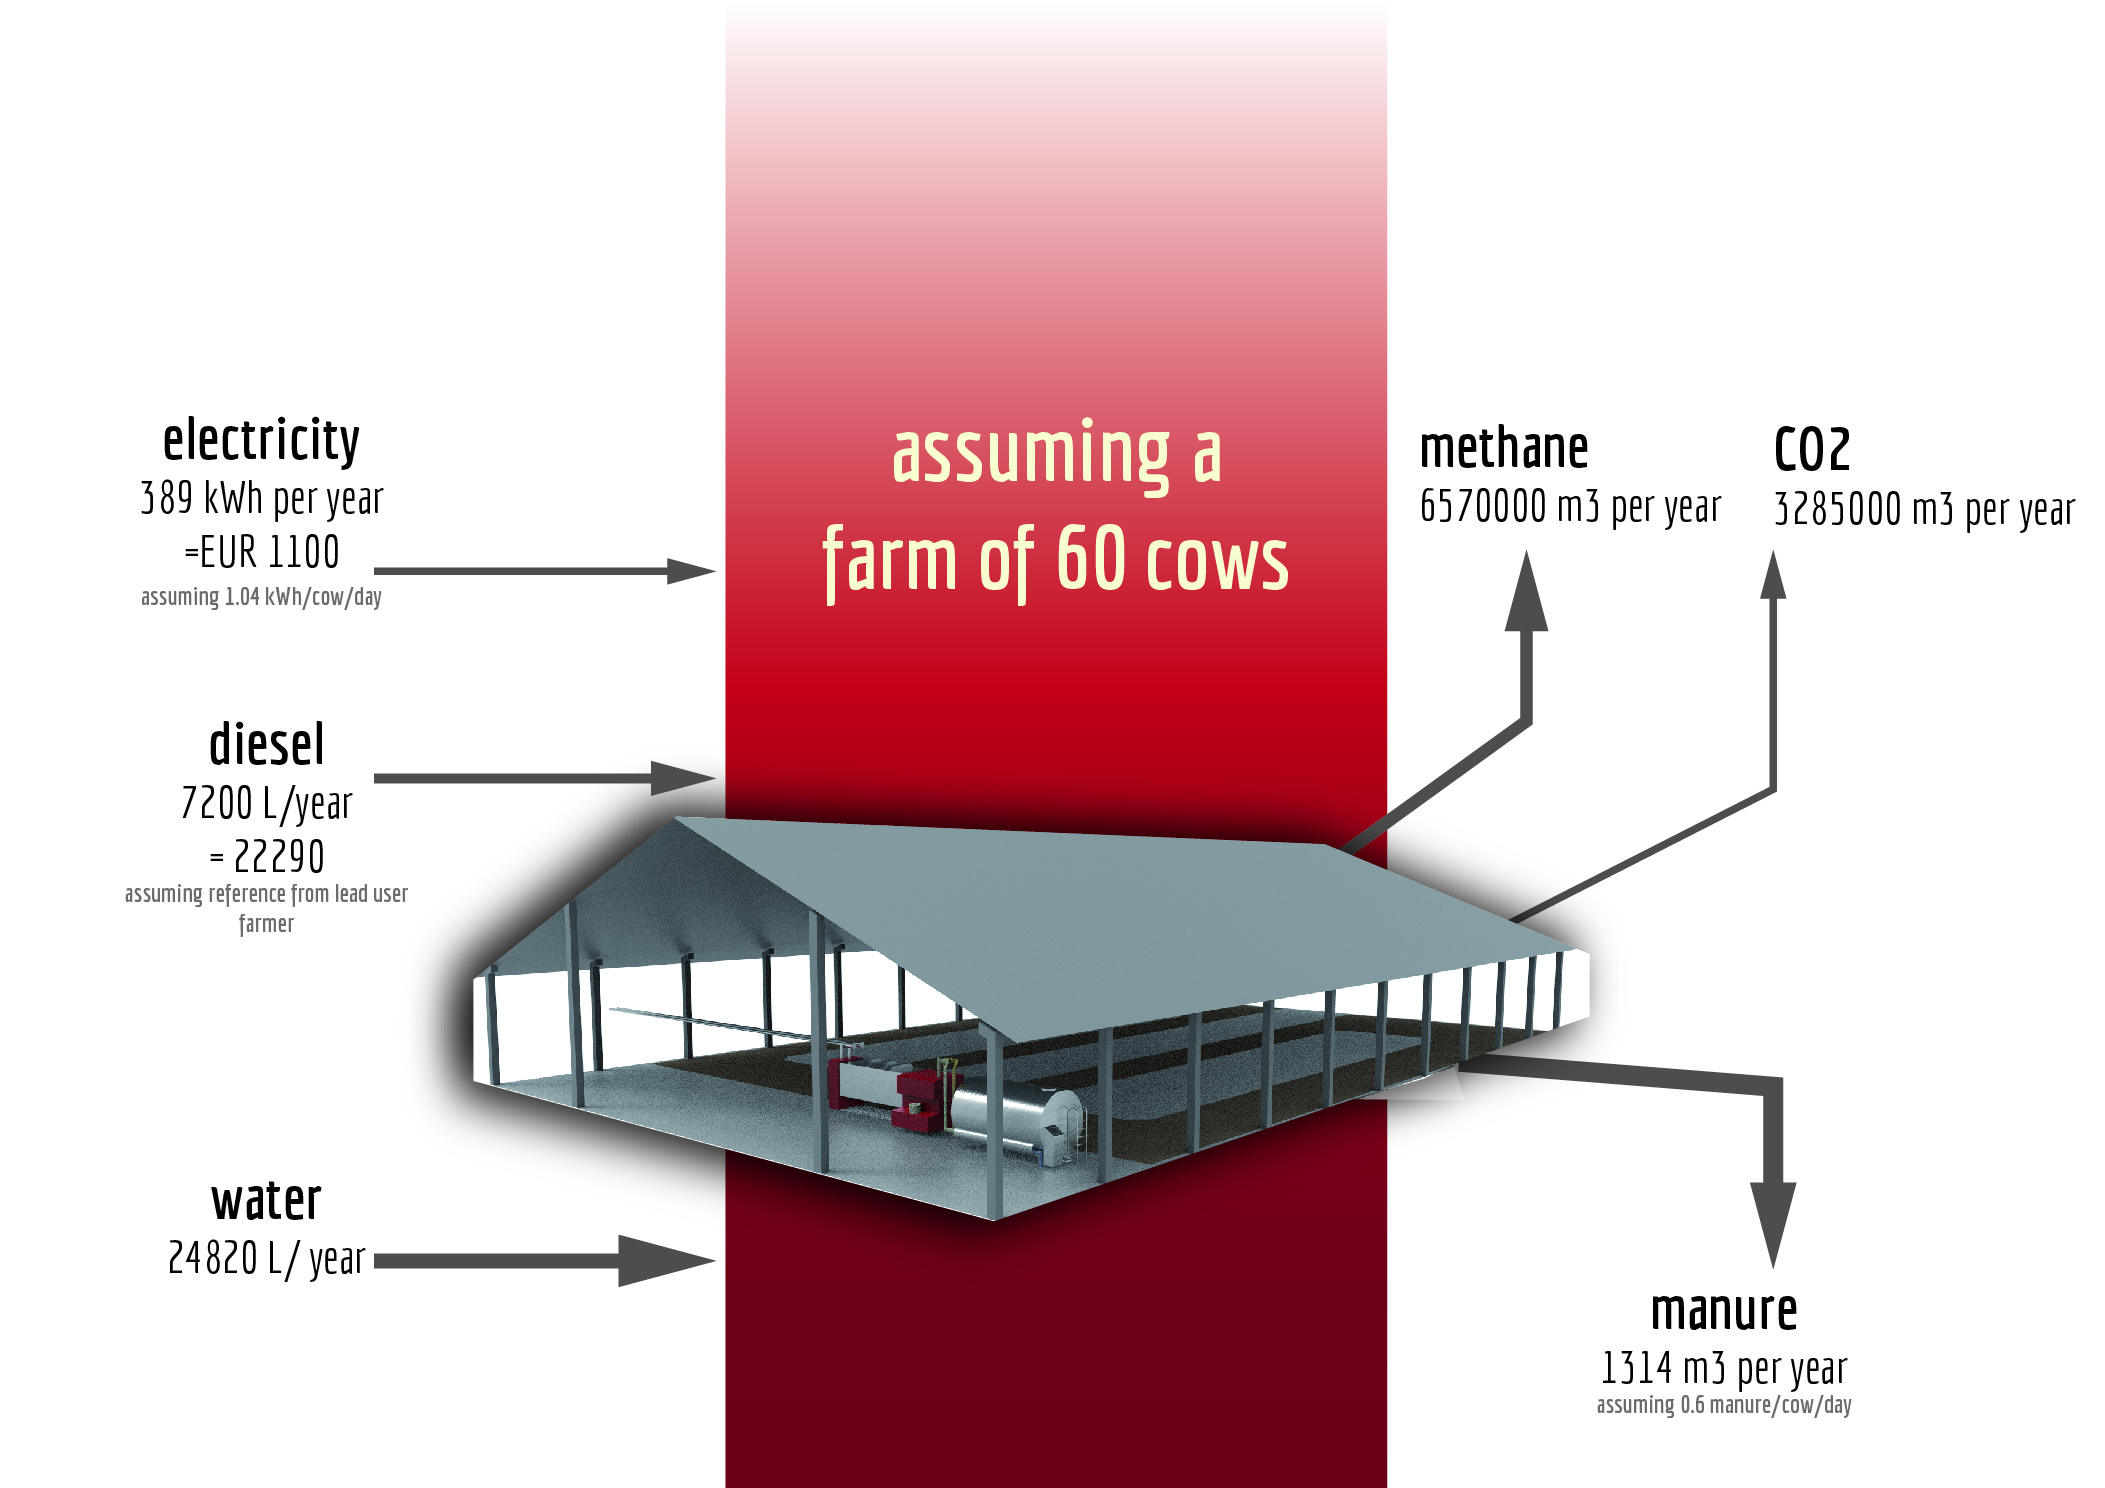 electricity
389 kWh per year
=EUR 1100
assuming 1.04 kWh/cow/day
diesel
7200 L/year
= 22290
assuming reference from lead user
farmer
water
24820 L/ year
assuming a
farm of 60 cows
methane
6570000 m3 per year
CO2
3285000 m3 per year
manure
1314 m3 per year
assuming 0.6 manure/cow/day